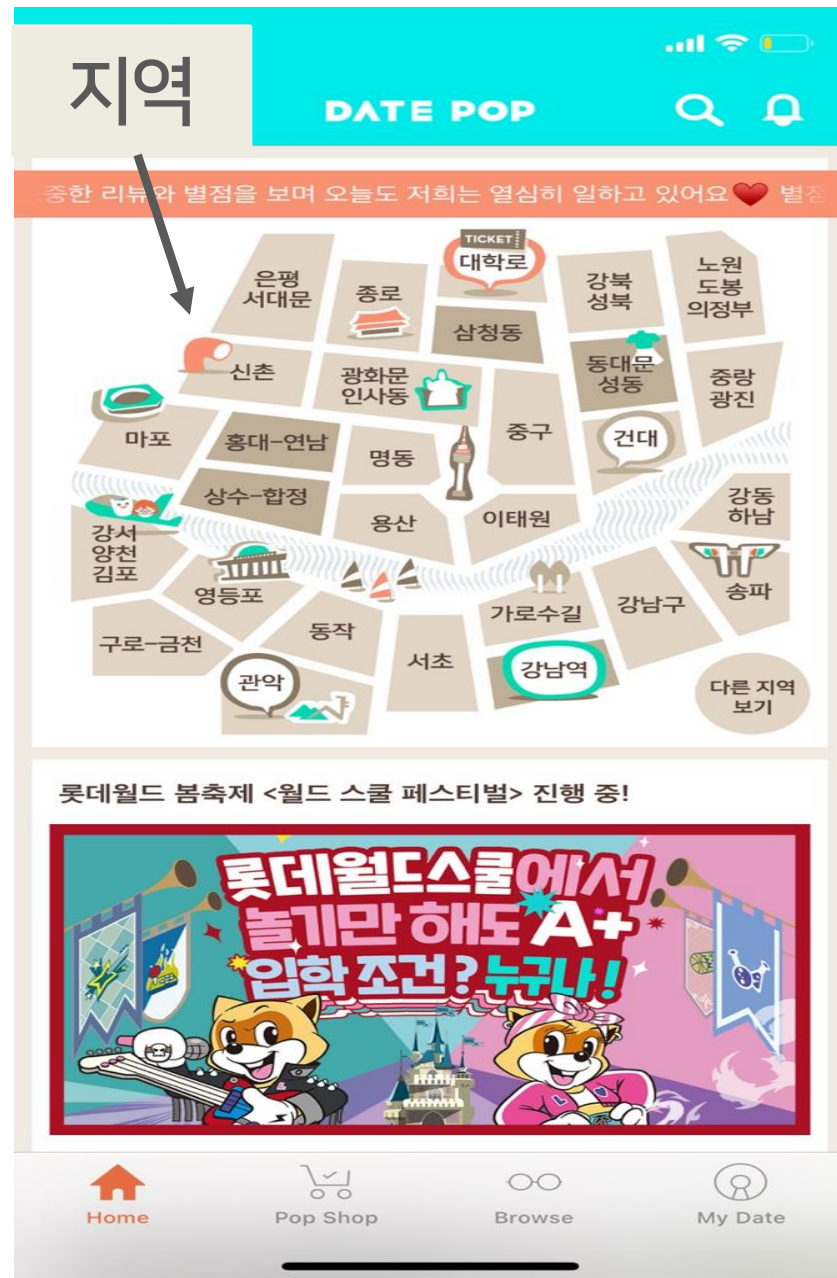 지역
DATE POP
중한 리뷰와 별점을 보며 오늘도 저희는 열심히 일하고 있어요❤ 별점
TICKET
대학로
은평
서대문
종로
강북
성북
노원
도봉
의정부
삼청동
신촌
광화문
인사동
동대문
성동
중랑
광진
마포
홍대-연남
명동
중구
건대
상수-합정
용산
이태원
강동
하남
강서
양천
김포
영등포
가로수길
강남구
송파
구로-금천
동작
서초
강남역
관악
다른 지역
보기
롯데월드 봄축제 <월드 스쿨 페스티벌> 진행 중!
롯데월드스쿨에서
놀기만 해도 A+
입학 조건? 누구나!
Home
Pop Shop
Browse
My Date